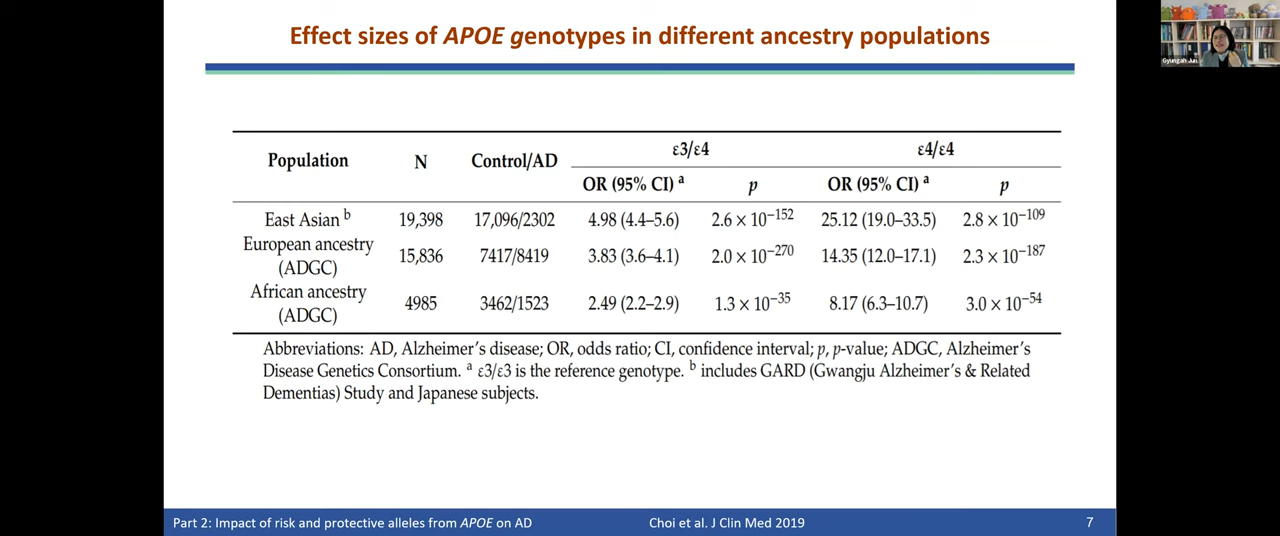 Effect sizes of APOE genotypes in different ancestry populations
Gyungah Jun
Population N Control/AD ε3/ε4 ε4/ε4
OR (95% CI) a p OR (95% CI) a p
East Asian b 19,398 17,096/2302 4.98 (4.4–5.6) 2.6 × 10−152 25.12 (19.0–33.5) 2.8 × 10−109
European ancestry (ADGC) 15,836 7417/8419 3.83 (3.6–4.1) 2.0 × 10−270 14.35 (12.0–17.1) 2.3 × 10−187
African ancestry (ADGC) 4985 3462/1523 2.49 (2.2–2.9) 1.3 × 10−35 8.17 (6.3–10.7) 3.0 × 10−54
Abbreviations: AD, Alzheimer's disease; OR, odds ratio; CI, confidence interval; p, p-value; ADGC, Alzheimer's
Disease Genetics Consortium. a ε3/ε3 is the reference genotype. b includes GARD (Gwangju Alzheimer's & Related
Dementias) Study and Japanese subjects.
Part 2: Impact of risk and protective alleles from APOE on AD Choi et al. J Clin Med 2019 7